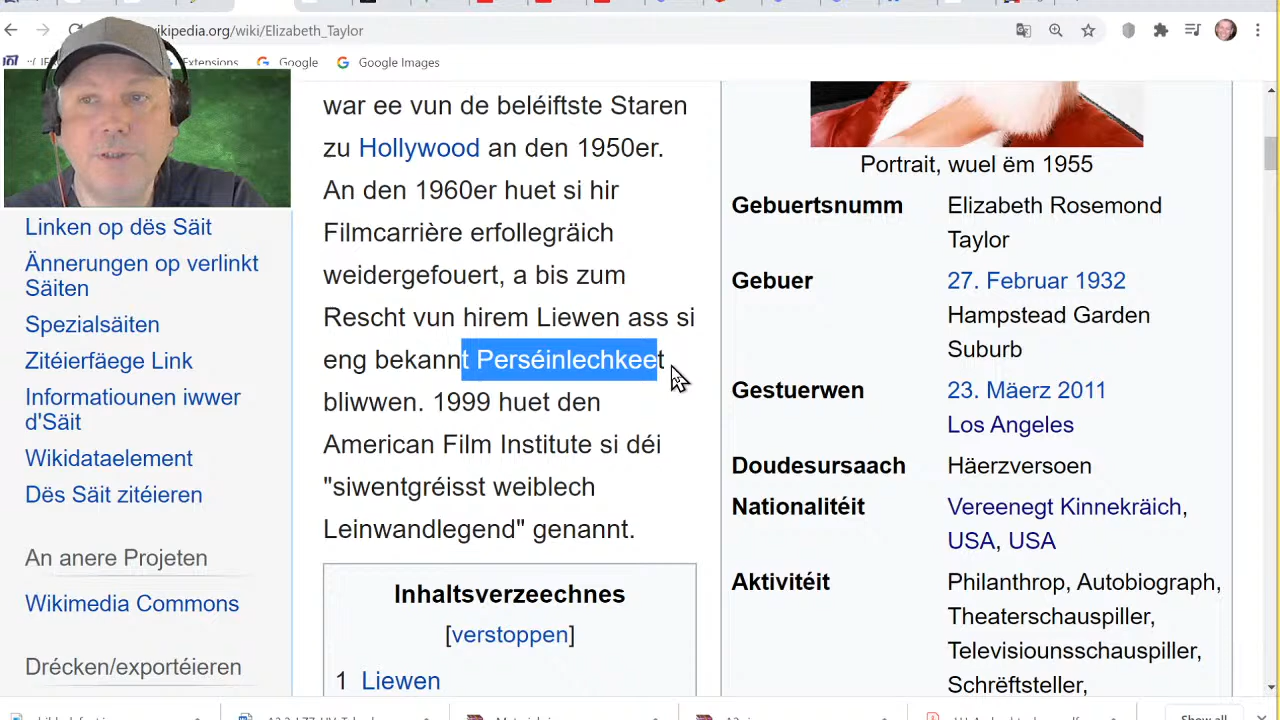 ikipedia.org/wiki/Elizabeth_Taylor
Extensions
Google
Google Images
war ee vun de beléiftste Staren
zu Hollywood an den 1950er.
An den 1960er huet si hir
Filmcarrière erfollegräich
weidergefouert, a bis zum
Rescht vun hirem Liewen ass si
eng bekannt Perséinlechkeet
bliwwen. 1999 huet den
American Film Institute si déi
"siwentgréisst weiblech
Leinwandlegend" genannt.
Inhaltsverzeechnes
[verstoppen]
1 Liewen
Linken op dës Säit
Ännerungen op verlinkt
Säiten
Spezialsäiten
Zitéierfäege Link
Informatiounen iwwer
d'Säit
Wikidataelement
Dës Säit zitéieren
An anere Projeten
Wikimedia Commons
Drécken/exportéieren
Portrait, wuel ëm 1955
Gebuertsnumm Elizabeth Rosemond
Taylor
Gebuer 27. Februar 1932
Hampstead Garden
Suburb
Gestuerwen 23. Mäerz 2011
Los Angeles
Doudesursaach Häerzversoen
Nationalitéit Vereenegt Kinnekräich,
USA, USA
Aktivitéit Philanthrop, Autobiograph,
Theaterschauspiller,
Televisiounsschauspiller,
Schrëftsteller,
Show all